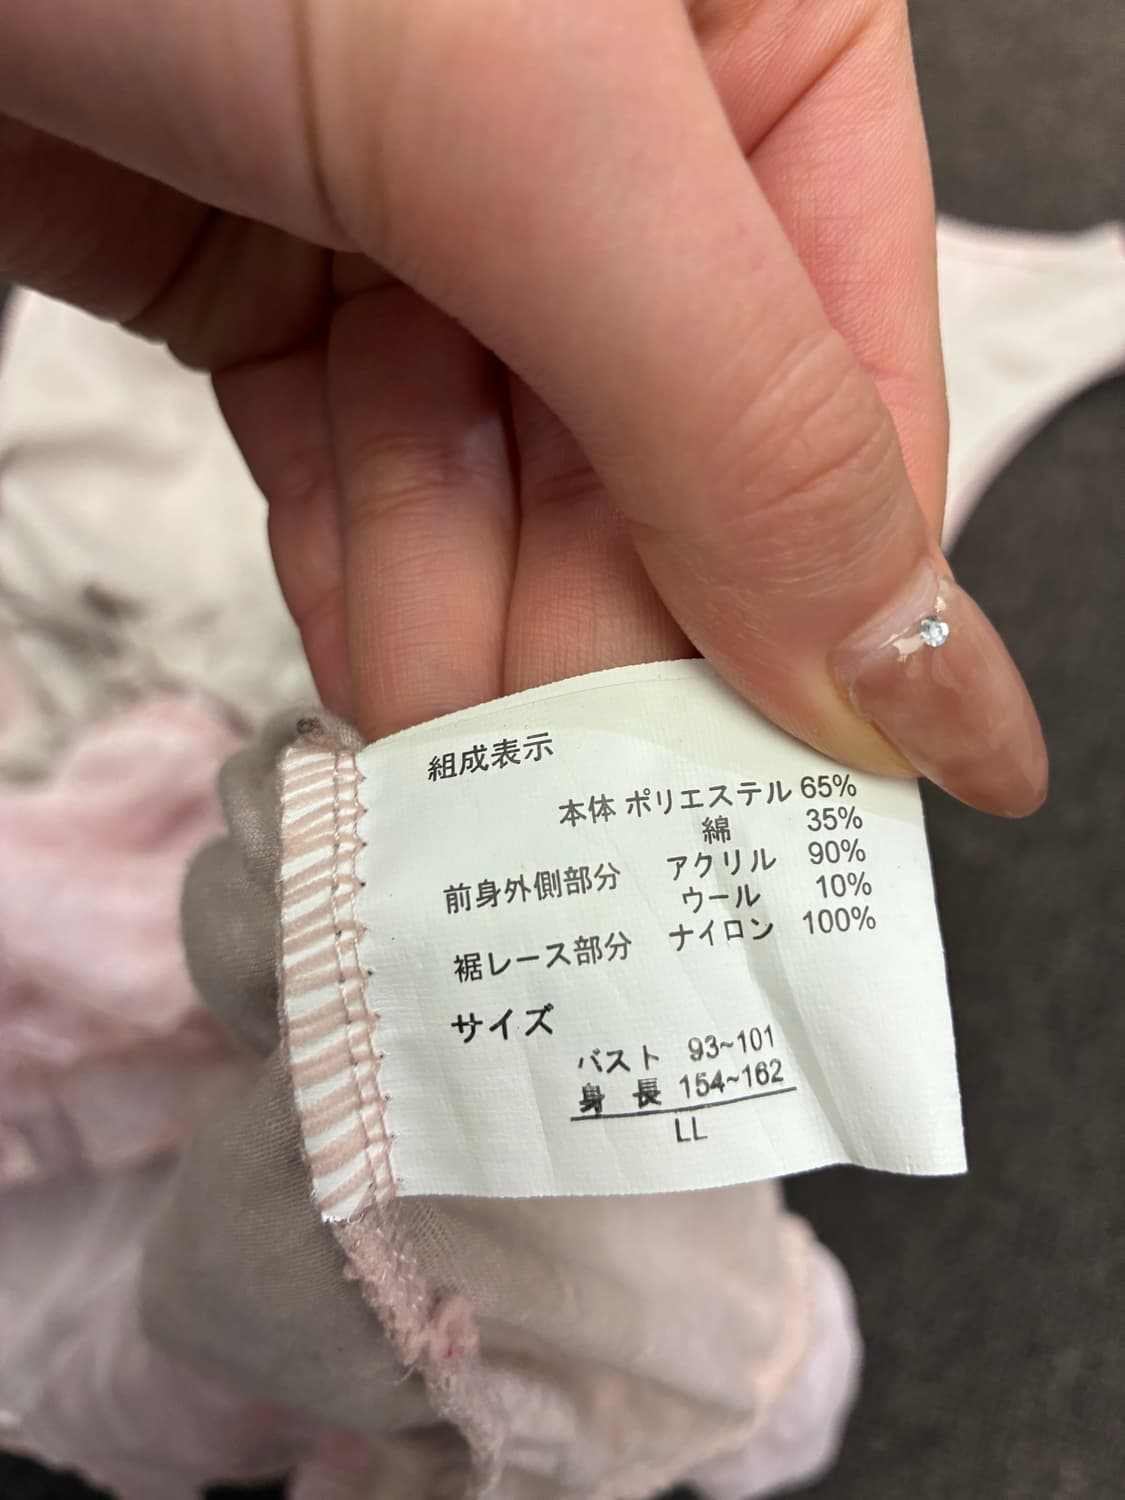 組成表示
本体 ポリエステル 65%
綿 35%
前身外側部分 アクリル 90%
ウール 10%
裾レース部分 ナイロン 100%
サイズ
バスト 93~101
身 長 154~162
LL